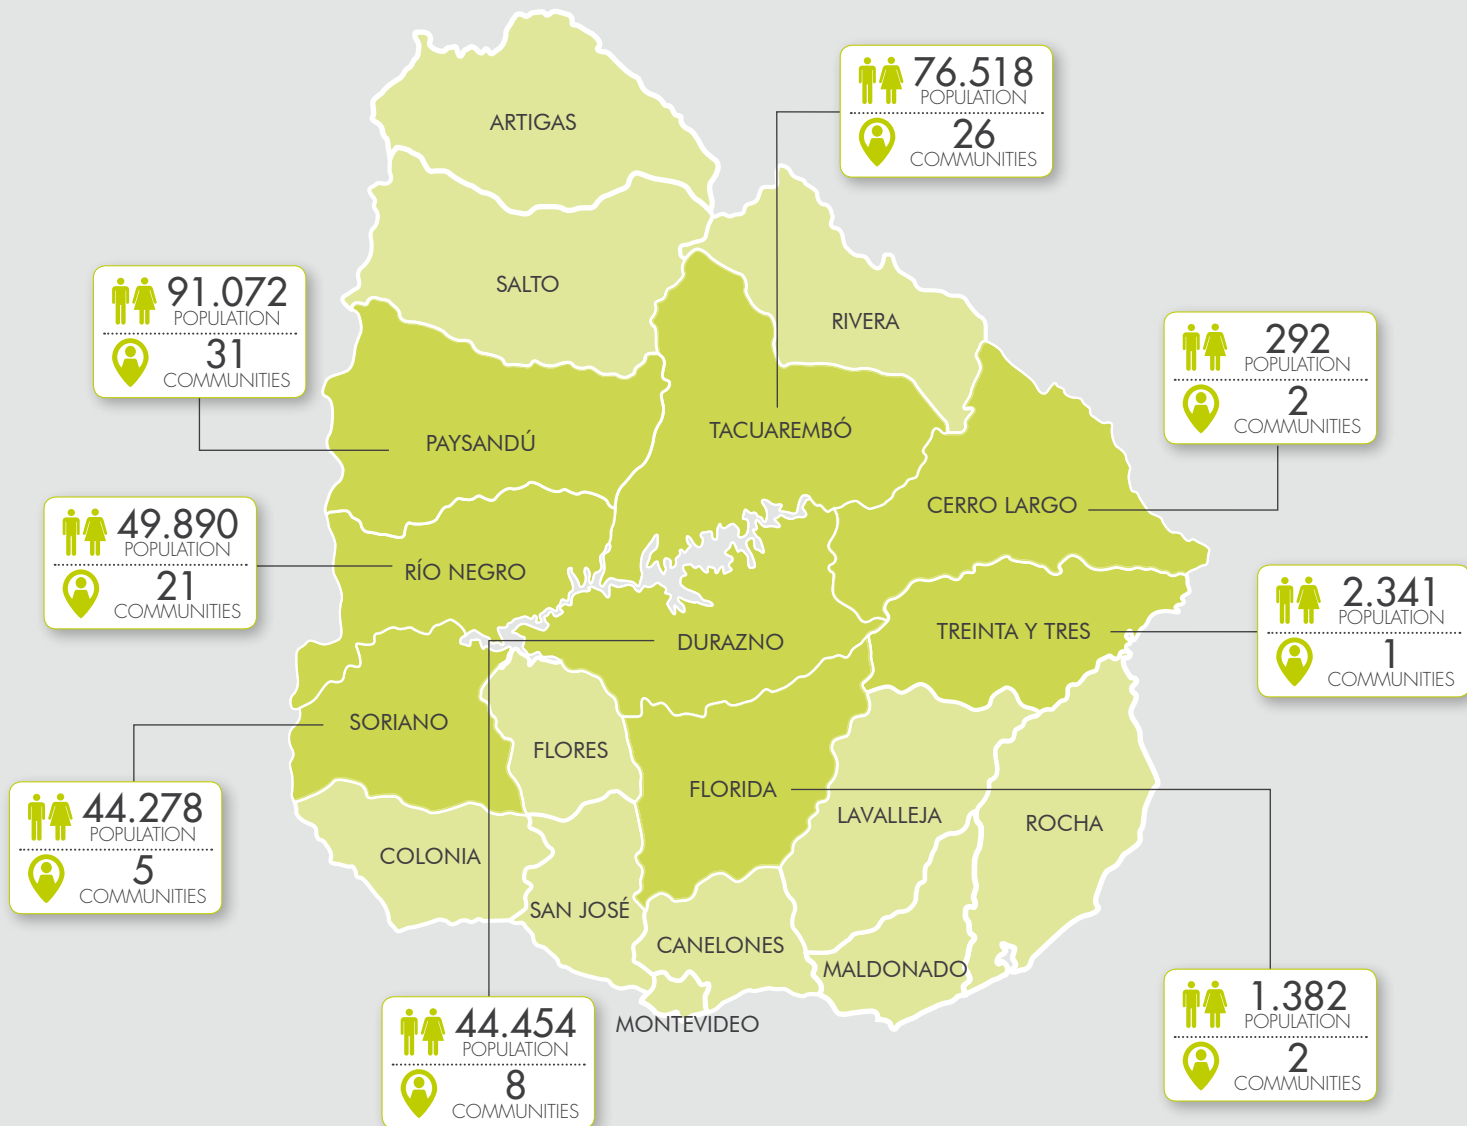 76.518
POPULATION
26
COMMUNITIES
ARTIGAS
SALTO
RIVERA
91.072
POPULATION
31
COMMUNITIES
292
POPULATION
2
COMMUNITIES
PAYSANDÚ
TACUAREMBÓ
CERRO LARGO
49.890
POPULATION
21
COMMUNITIES
RÍO NEGRO
2.341
POPULATION
1
COMMUNITIES
DURAZNO
TREINTA Y TRES
SORIANO
FLORES
FLORIDA
LAVALLEJA
ROCHA
44.278
POPULATION
5
COMMUNITIES
COLONIA
SAN JOSÉ
CANELONES
MALDONADO
MONTEVIDEO
44.454
POPULATION
8
COMMUNITIES
1.382
POPULATION
2
COMMUNITIES